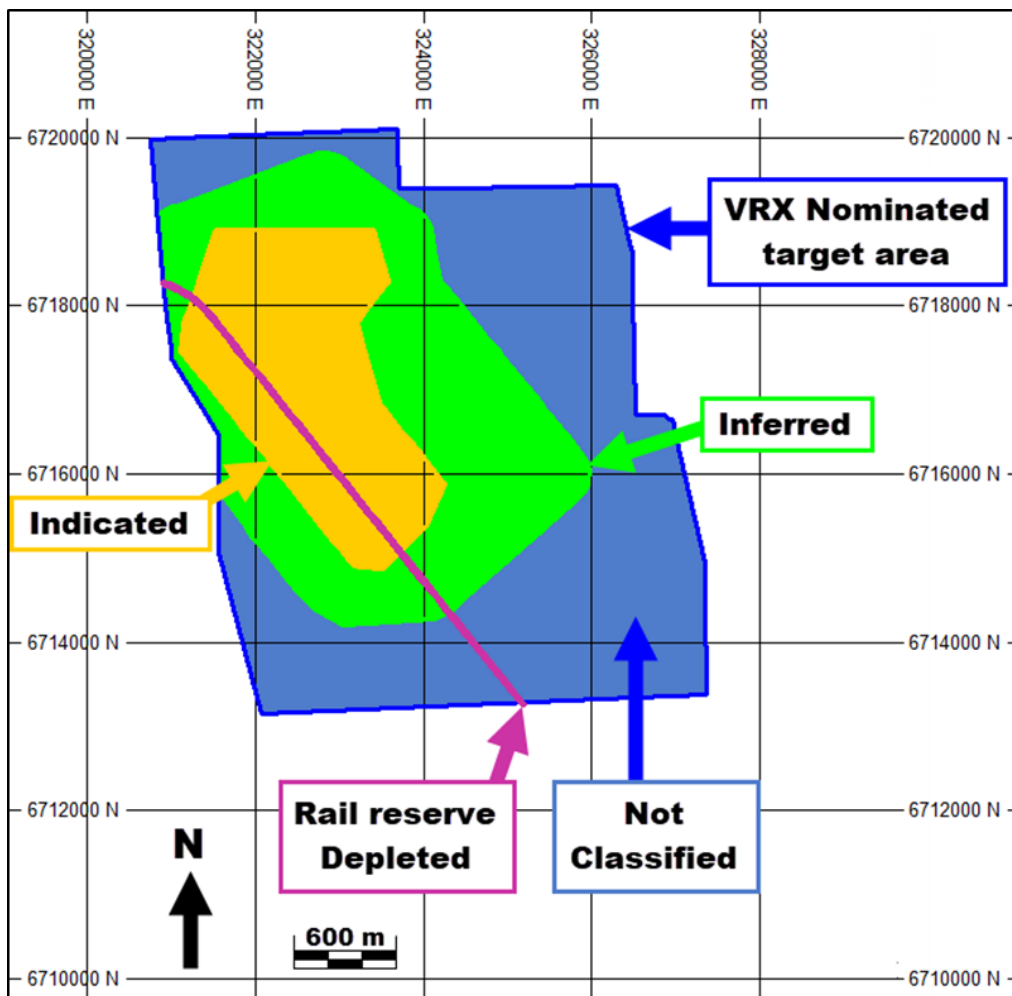 320000 E
322000 E
324000 E
326000 E
328000 E
6720000 N
6720000 N
VRX Nominated
target area
6718000 N
6718000 N
Inferred
6716000 N
6716000 N
Indicated
6714000 N
6714000 N
6712000 N
6712000 N
Rail reserve
Depleted
Not
Classified
N
600 m
6710000 N
6710000 N